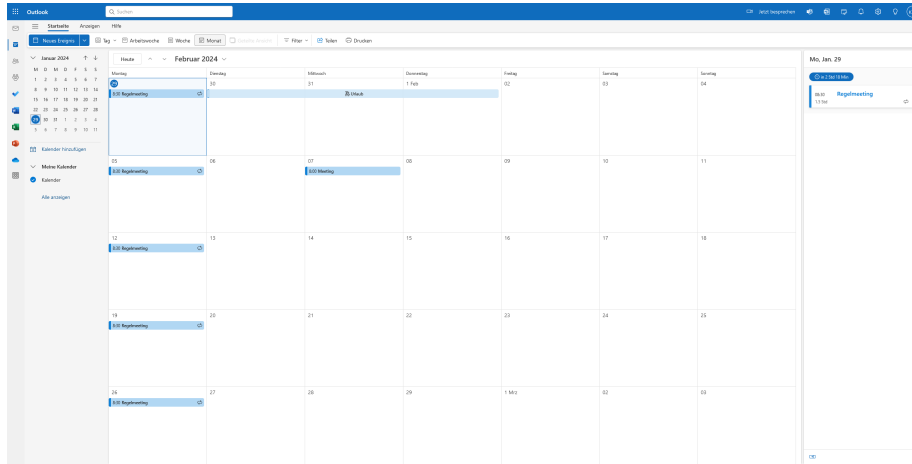 Outlook
Suchen
Jetzt besprechen
Startseite Anzeigen Hilfe
Neues Ereignis Tag Arbeitswoche Woche Monat Geteilte Ansicht Filter Teilen Drucken
Januar 2024
M D M D F S S
1 2 3 4 5 6 7
8 9 10 11 12 13 14
15 16 17 18 19 20 21
22 23 24 25 26 27 28
29 30 31 1 2 3 4
5 6 7 8 9 10 11
Kalender hinzufügen
Meine Kalender
Kalender
Alle anzeigen
Heute Februar 2024
Montag Dienstag Mittwoch Donnerstag Freitag Samstag Sonntag
29 30 31 1 Feb 02 03 04
8:30 Regelmeeting Urlaub
05 06 07 08 09 10 11
8:30 Regelmeeting 8:00 Meeting
12 13 14 15 16 17 18
8:30 Regelmeeting
19 20 21 22 23 24 25
8:30 Regelmeeting
26 27 28 29 1 Mrz 02 03
8:30 Regelmeeting
Mo, Jan. 29
08:30 Regelmeeting